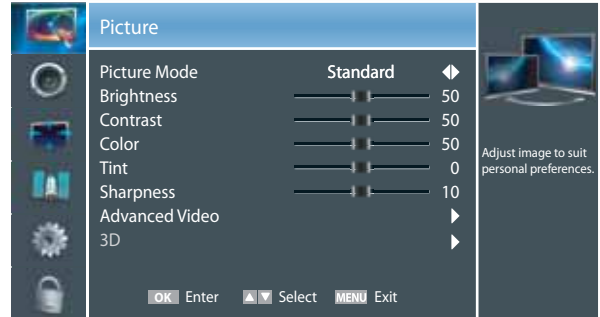 Picture
Picture Mode Standard
Brightness 50
Contrast 50
Color 50
Tint 0
Sharpness 10
Advanced Video
3D
OK Enter ▲▼ Select MENU Exit
Adjust image to suit
personal preferences.